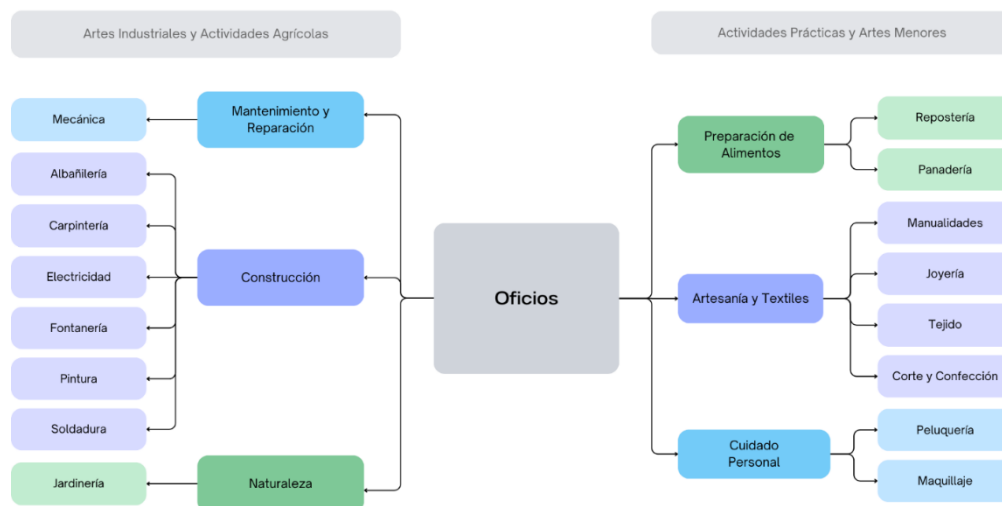 Artes Industriales y Actividades Agrícolas
Actividades Prácticas y Artes Menores
Mecánica
Albañilería
Carpintería
Electricidad
Fontanería
Pintura
Soldadura
Jardinería
Mantenimiento y
Reparación
Construcción
Naturaleza
Oficios
Preparación de
Alimentos
Artesanía y Textiles
Cuidado
Personal
Repostería
Panadería
Manualidades
Joyería
Tejido
Corte y Confección
Peluquería
Maquillaje